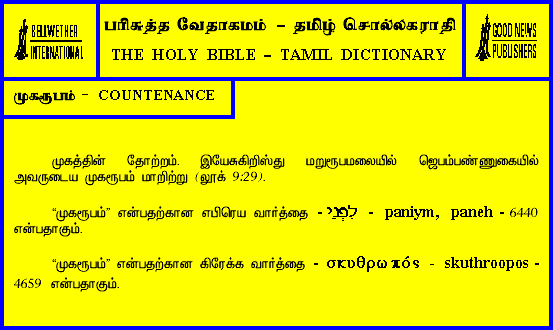 BELLWETHER
INTERNATIONAL
பரிசுத்த வேதாகமம் – தமிழ் சொல்லகராதி
THE HOLY BIBLE – TAMIL DICTIONARY
GOOD NEWS
PUBLISHERS
முகரூபம் – COUNTENANCE
முகத்தின் தோற்றம். இயேசுகிறிஸ்து மறுரூபமலையில் ஜெபம்பண்ணுகையில்
அவருடைய முகரூபம் மாறிற்று (லூக் 9:29).
“முகரூபம்” என்பதற்கான எபிரெய வார்த்தை - לִפְנֵי - paniym, paneh - 6440
என்பதாகும்.
“முகரூபம்” என்பதற்கான கிரேக்க வார்த்தை - σκυθρωπός - skuthroopos -
4659 என்பதாகும்.